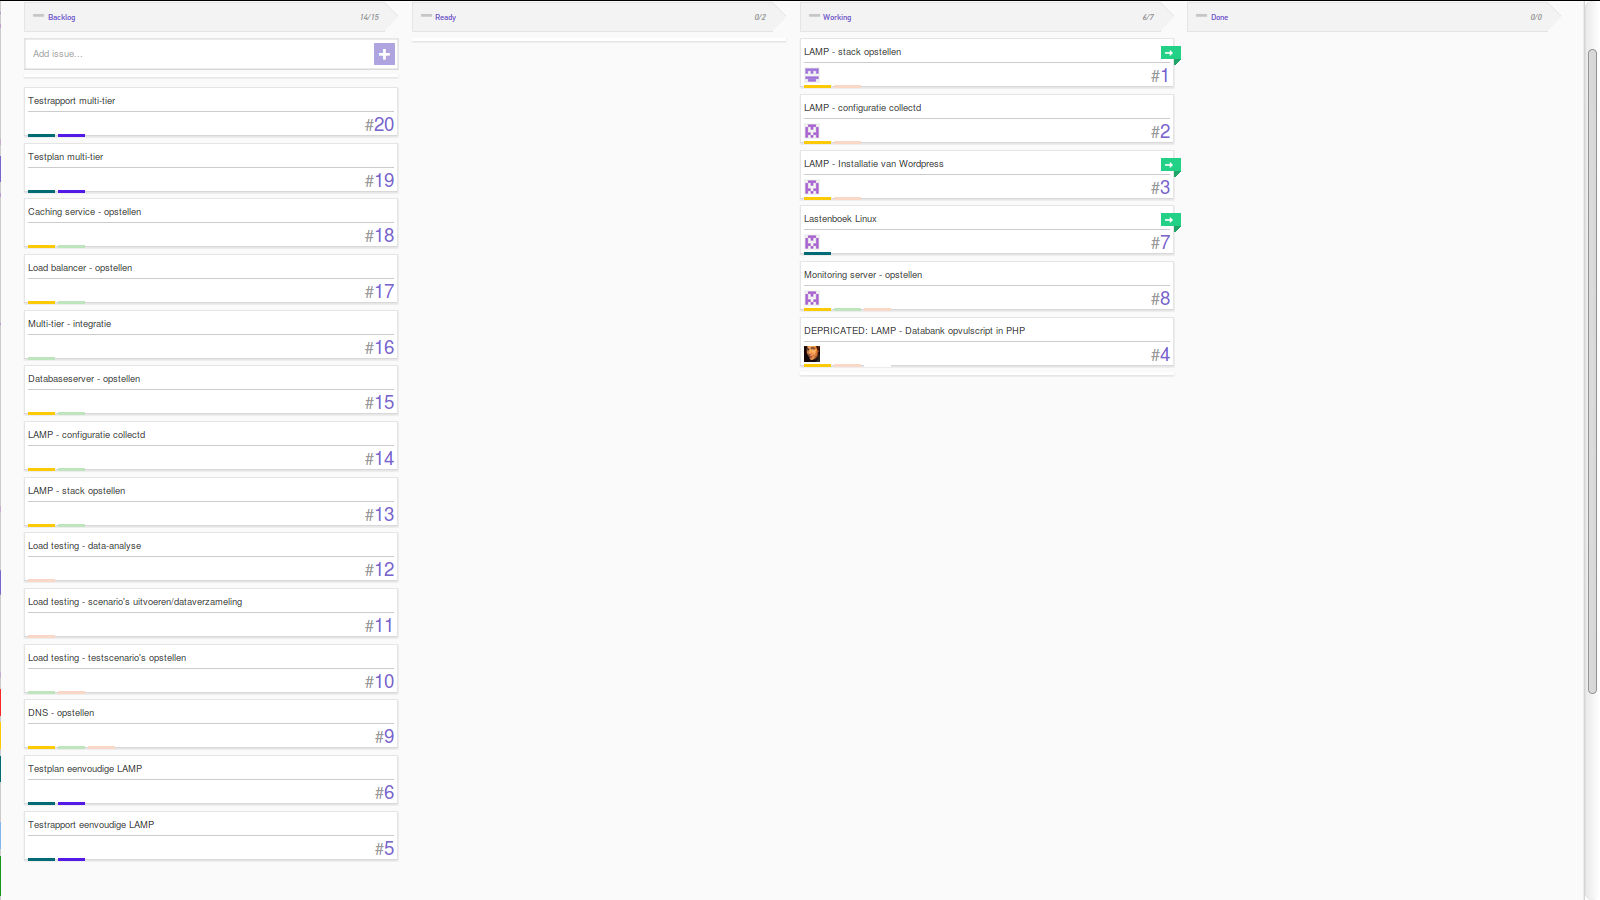 Backlog 14/15
Add issue...
Testrapport multi-tier
#20
Testplan multi-tier
#19
Caching service - opstellen
#18
Load balancer - opstellen
#17
Multi-tier - integratie
#16
Databaseserver - opstellen
#15
LAMP - configuratie collectd
#14
LAMP - stack opstellen
#13
Load testing - data-analyse
#12
Load testing - scenario's uitvoeren/dataverzameling
#11
Load testing - testscenario's opstellen
#10
DNS - opstellen
#9
Testplan eenvoudige LAMP
#6
Testrapport eenvoudige LAMP
#5
Ready 0/2
Working 6/7
LAMP - stack opstellen
#1
LAMP - configuratie collectd
#2
LAMP - Installatie van Wordpress
#3
Lastenboek Linux
#7
Monitoring server - opstellen
#8
DEPRICATED: LAMP - Databank opvulscript in PHP
#4
Done 0/0